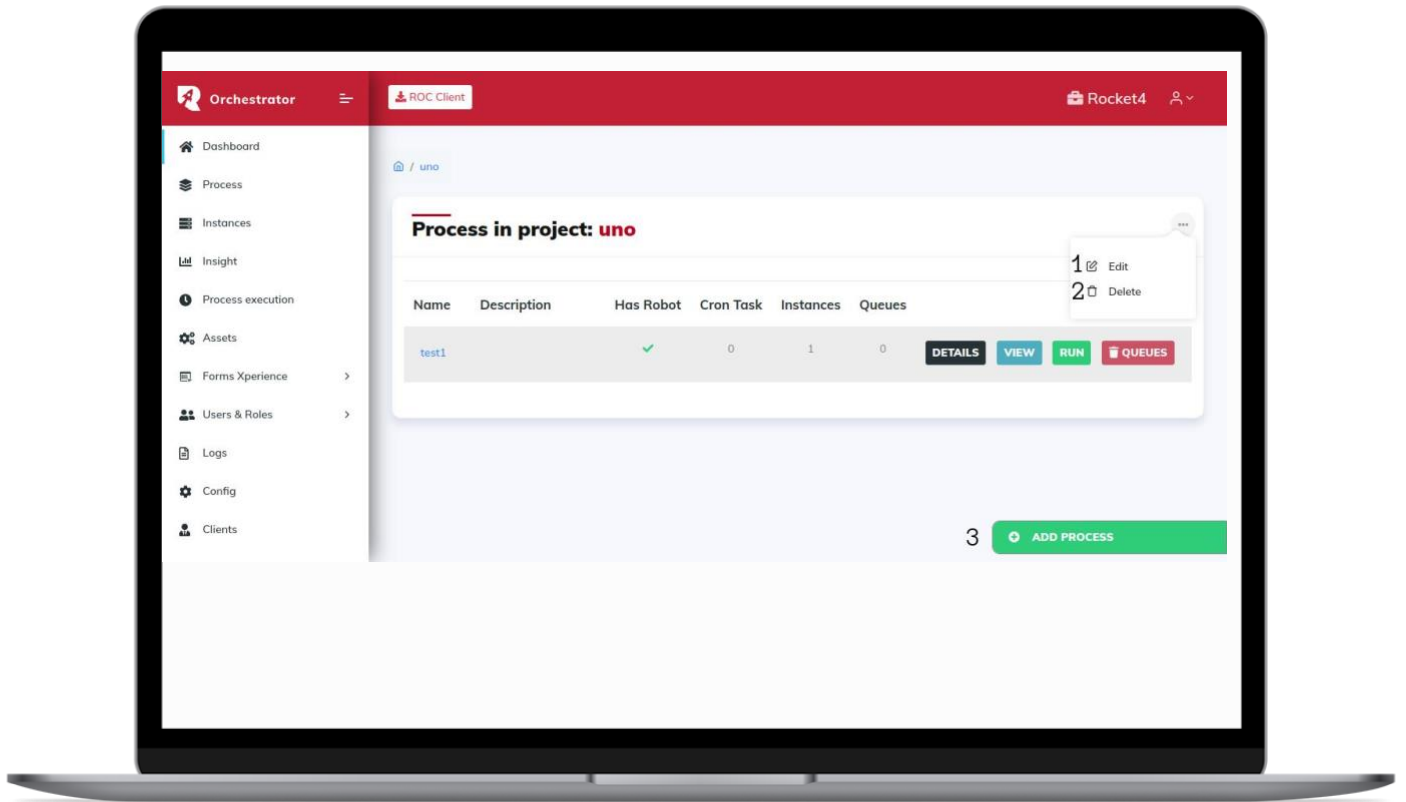 Orchestrator
ROC Client
Rocket4
Dashboard
Process
Instances
Insight
Process execution
Assets
Forms Xperience
Users & Roles
Logs
Config
Clients
/ uno
Process in project: uno
...
1 Edit
2 Delete
Name Description Has Robot Cron Task Instances Queues
test1 0 1 0 DETAILS VIEW RUN QUEUES
3 ADD PROCESS